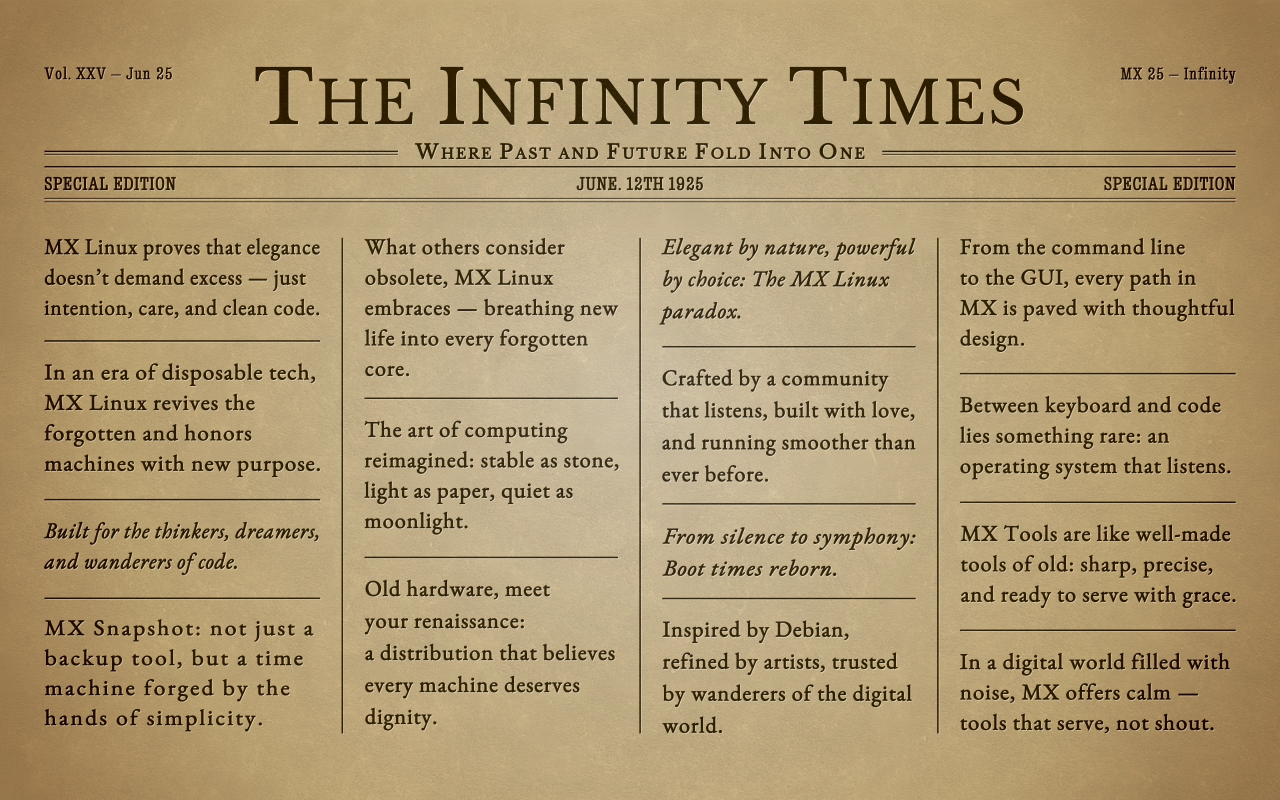 Vol. XXV – Jun 25
THE INFINITY TIMES
MX 25 – Infinity
WHERE PAST AND FUTURE FOLD INTO ONE
SPECIAL EDITION
JUNE. 12TH 1925
SPECIAL EDITION
MX Linux proves that elegance
doesn’t demand excess — just
intention, care, and clean code.
In an era of disposable tech,
MX Linux revives the
forgotten and honors
machines with new purpose.
Built for the thinkers, dreamers,
and wanderers of code.
MX Snapshot: not just a
backup tool, but a time
machine forged by the
hands of simplicity.
What others consider
obsolete, MX Linux
embraces — breathing new
life into every forgotten
core.
The art of computing
reimagined: stable as stone,
light as paper, quiet as
moonlight.
Old hardware, meet
your renaissance:
a distribution that believes
every machine deserves
dignity.
Elegant by nature, powerful
by choice: The MX Linux
paradox.
Crafted by a community
that listens, built with love,
and running smoother than
ever before.
From silence to symphony:
Boot times reborn.
Inspired by Debian,
refined by artists, trusted
by wanderers of the digital
world.
From the command line
to the GUI, every path in
MX is paved with thoughtful
design.
Between keyboard and code
lies something rare: an
operating system that listens.
MX Tools are like well-made
tools of old: sharp, precise,
and ready to serve with grace.
In a digital world filled with
noise, MX offers calm —
tools that serve, not shout.